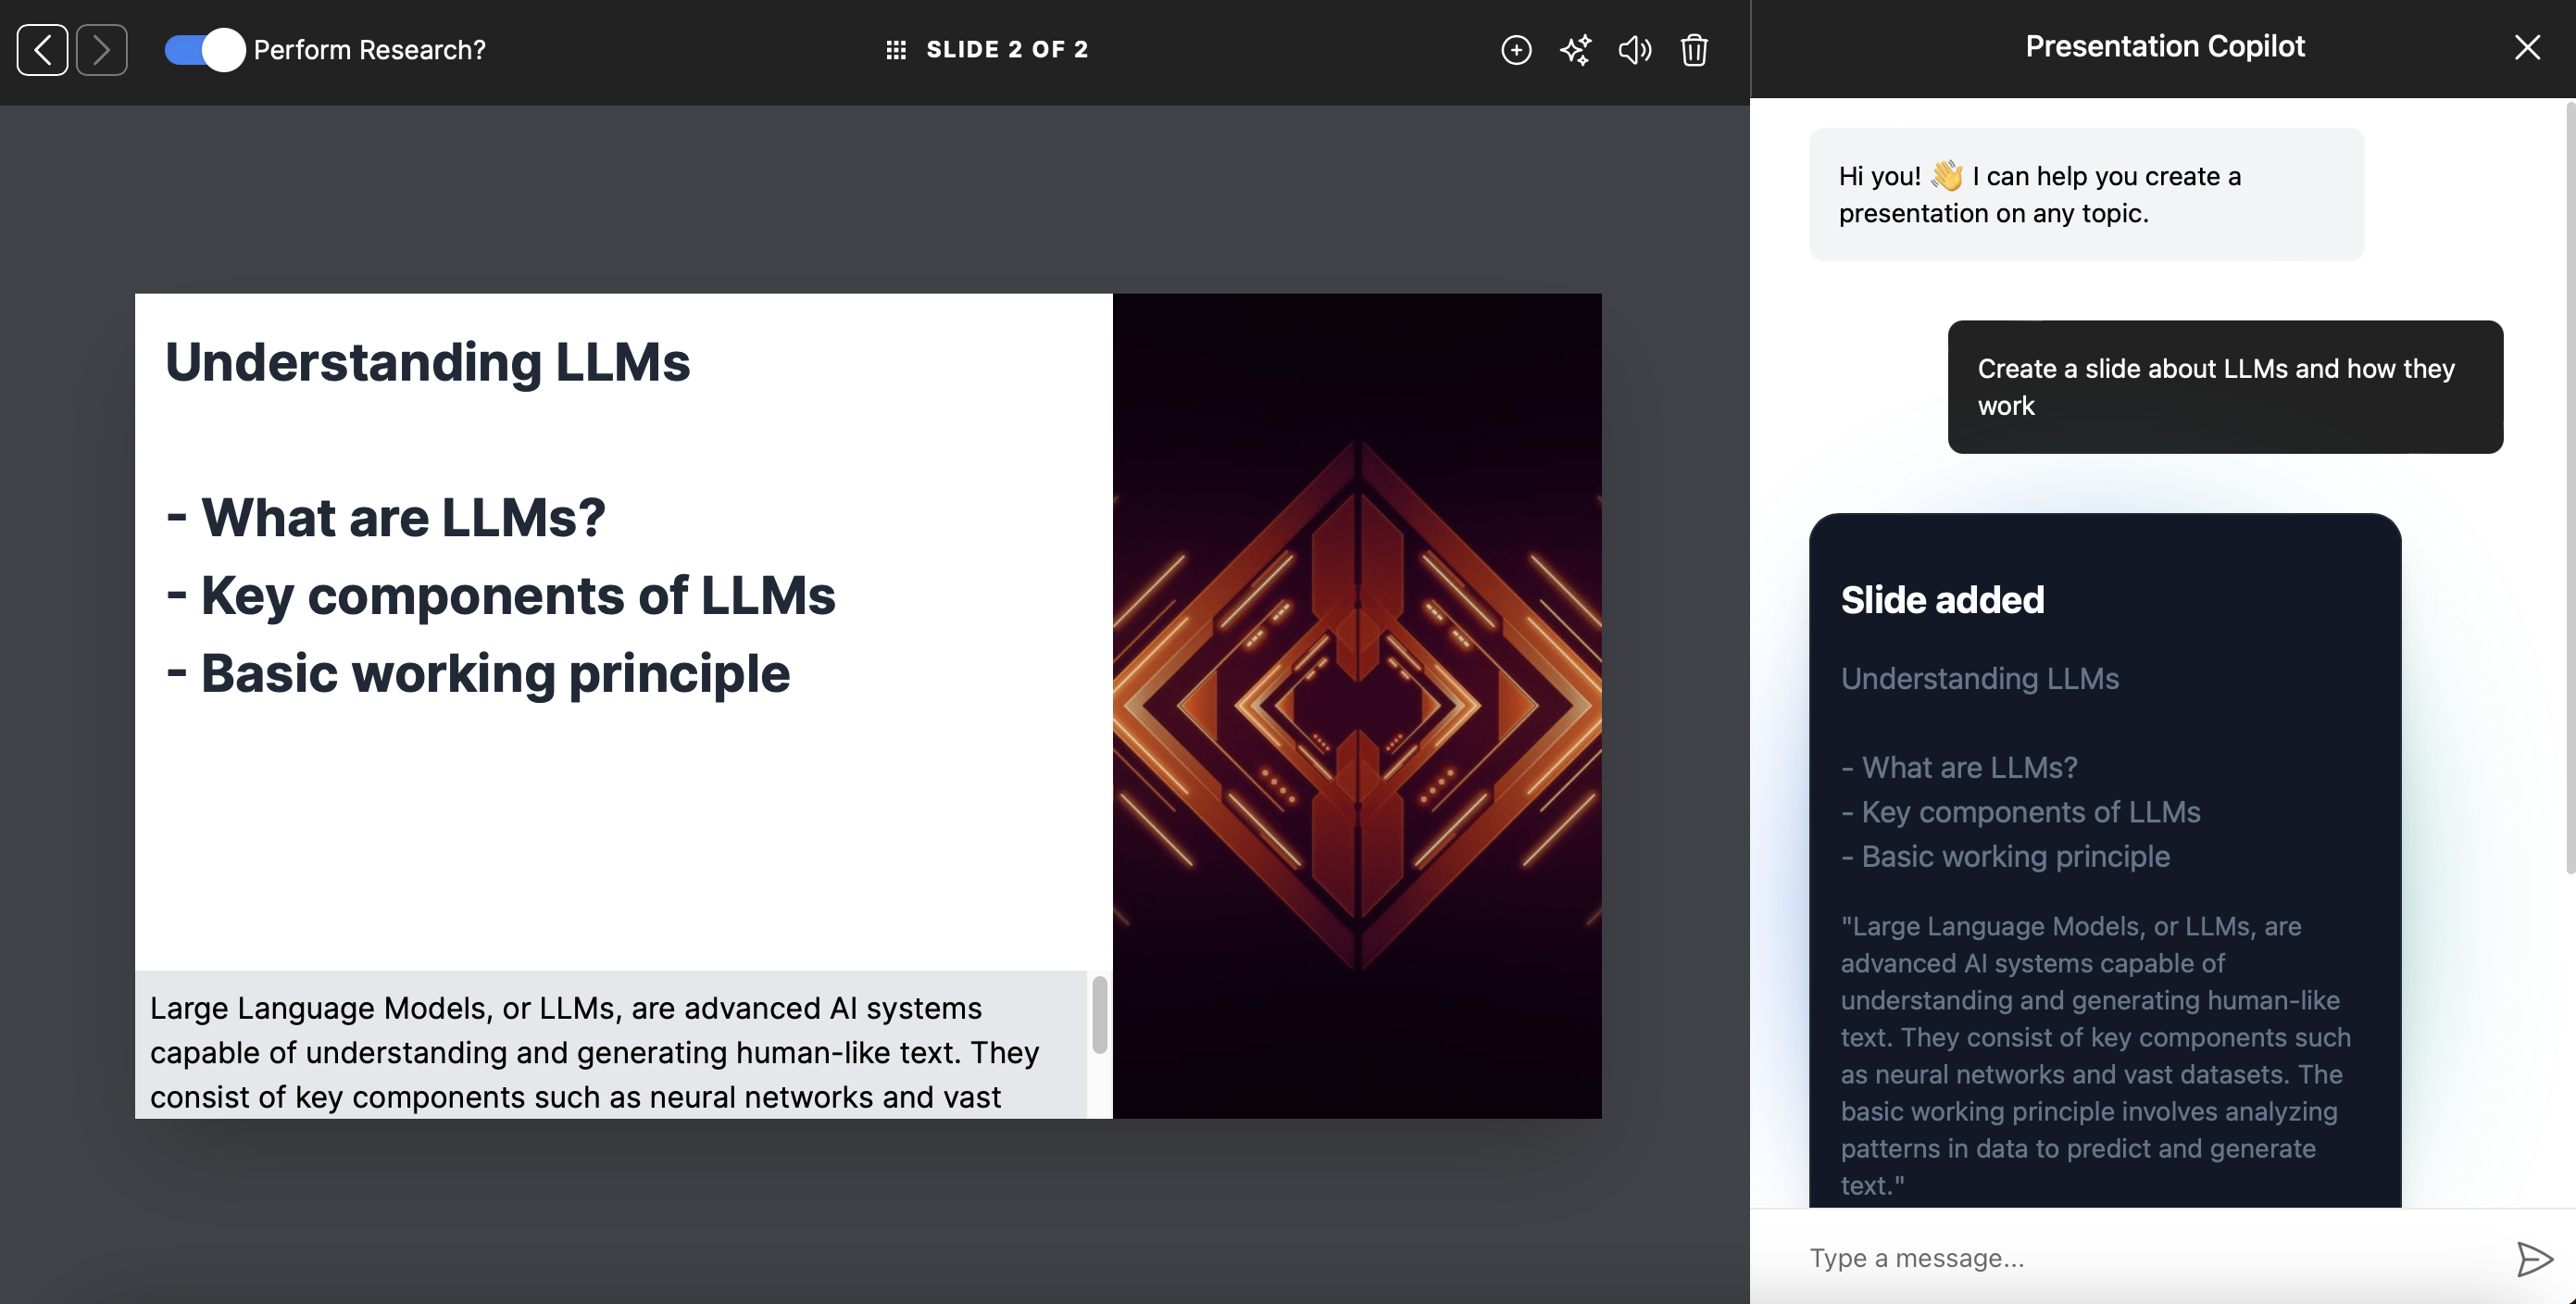 Perform Research?
SLIDE 2 OF 2
Understanding LLMs
- What are LLMs?
- Key components of LLMs
- Basic working principle
Large Language Models, or LLMs, are advanced AI systems
capable of understanding and generating human-like text. They
consist of key components such as neural networks and vast
Presentation Copilot
Hi you! 👋 I can help you create a
presentation on any topic.
Create a slide about LLMs and how they
work
Slide added
Understanding LLMs
- What are LLMs?
- Key components of LLMs
- Basic working principle
"Large Language Models, or LLMs, are
advanced AI systems capable of
understanding and generating human-like
text. They consist of key components such
as neural networks and vast datasets. The
basic working principle involves analyzing
patterns in data to predict and generate
text."
Type a message...